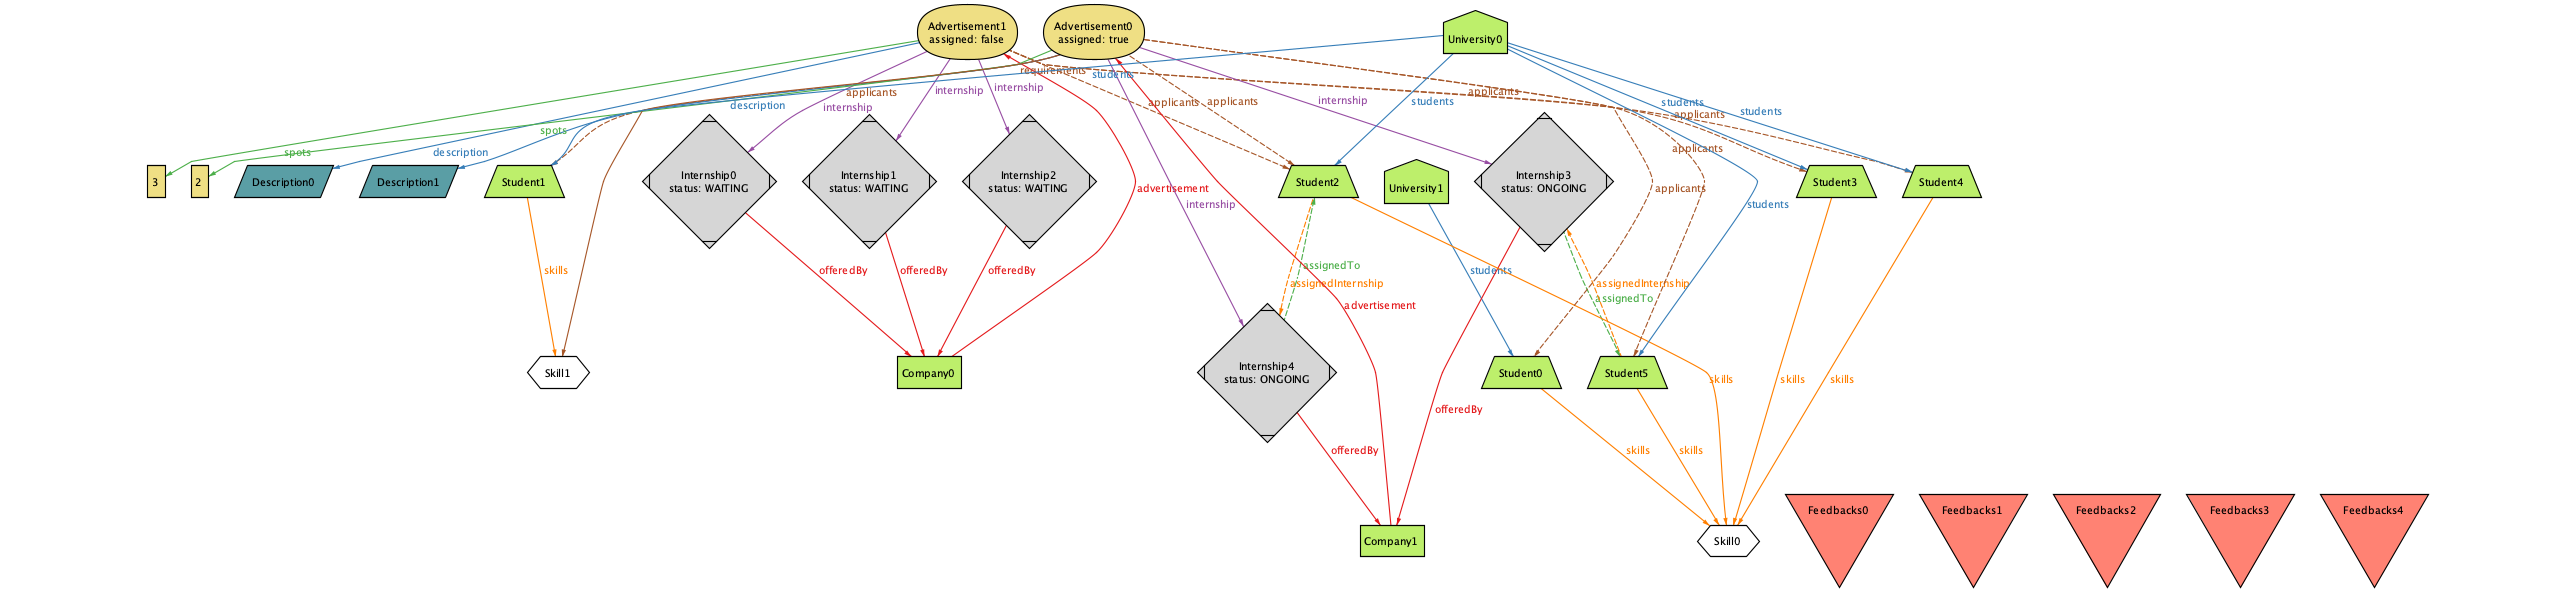 Advertisement1
assigned: false
Advertisement0
assigned: true
University0
requirements
students
description
applicants
internship
internship
internship
applicants
applicants
internship
students
applicants
students
applicants
students
spots
spots
description
applicants
3
2
Description0
Description1
Student1
Internship0
status: WAITING
Internship1
status: WAITING
Internship2
status: WAITING
advertisement
internship
Student2
University1
Internship3
status: ONGOING
applicants
students
Student3
Student4
skills
offeredBy
offeredBy
offeredBy
assignedTo
assignedInternship
advertisement
students
assignedInternship
assignedTo
Skill1
Company0
Internship4
status: ONGOING
Student0
Student5
skills
skills
skills
offeredBy
offeredBy
skills
skills
Company1
Skill0
Feedbacks0
Feedbacks1
Feedbacks2
Feedbacks3
Feedbacks4